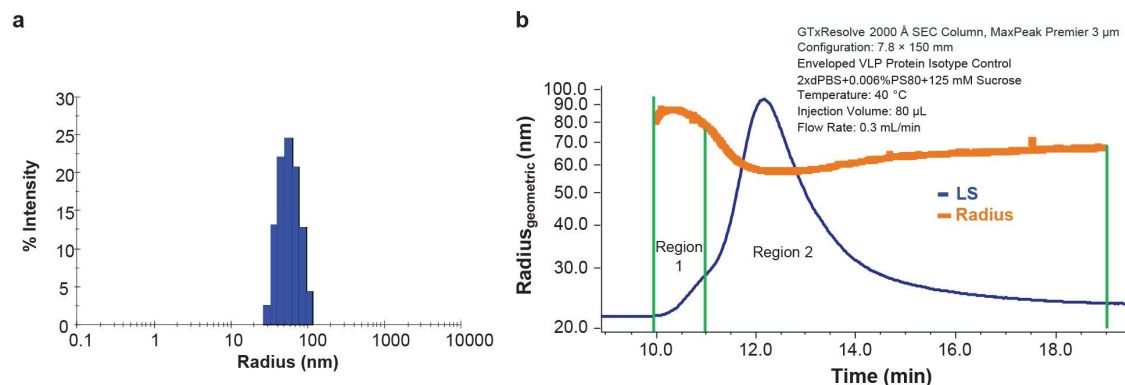 a
30
25
20
15
10
5
0
% Intensity
0.1 1 10 100 1000 10000
Radius (nm)
b
GTxResolve 2000 Å SEC Column, MaxPeak Premier 3 µm
Configuration: 7.8 × 150 mm
Enveloped VLP Protein Isotype Control
2xdPBS+0.006%PS80+125 mM Sucrose
Temperature: 40 °C
Injection Volume: 80 µL
Flow Rate: 0.3 mL/min
100.0
90.0
80.0
70.0
60.0
50.0
40.0
30.0
20.0
Radiusgeometric (nm)
LS
Radius
Region
1
Region 2
10.0 12.0 14.0 16.0 18.0
Time (min)